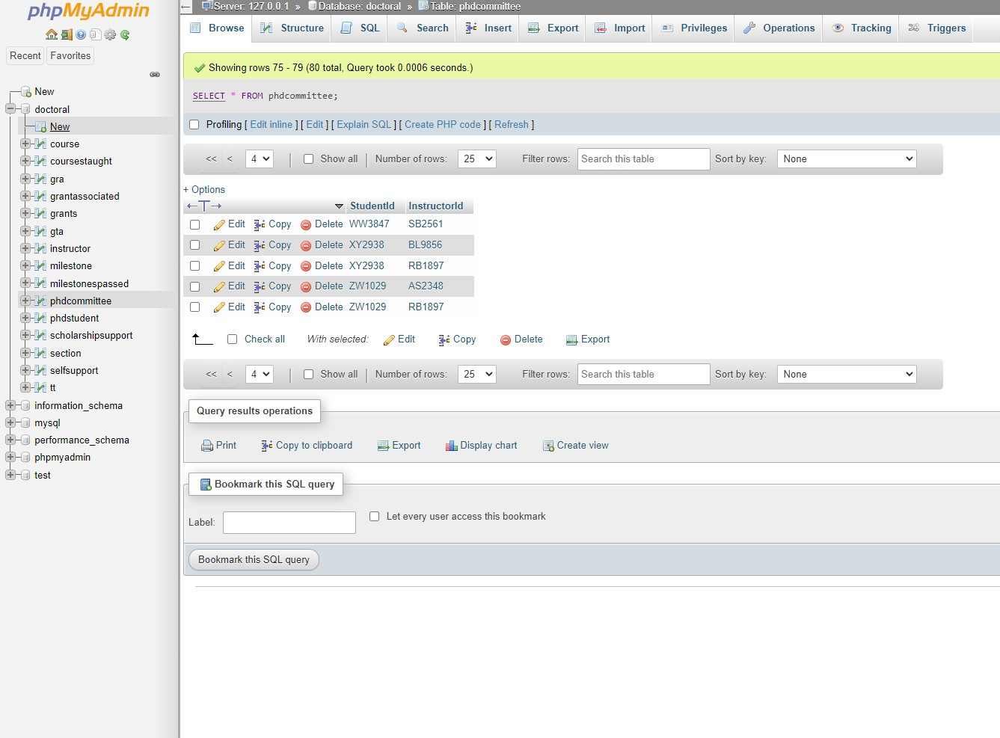 phpMyAdmin
Recent Favorites
New
doctoral
New
course
coursestaught
gra
grantassociated
grants
gta
instructor
milestone
milestonespassed
phdcommittee
phdstudent
scholarshipsupport
section
selfsupport
tt
information_schema
mysql
performance_schema
phpmyadmin
test
Server: 127.0.0.1 » Database: doctoral » Table: phdcommittee
Browse Structure SQL Search Insert Export Import Privileges Operations Tracking Triggers
Showing rows 75 - 79 (80 total, Query took 0.0006 seconds.)
SELECT * FROM phdcommittee;
Profiling [ Edit inline ] [ Edit ] [ Explain SQL ] [ Create PHP code ] [ Refresh ]
<< < 4 Show all Number of rows: 25 Filter rows: Search this table Sort by key: None
+ Options
←T→ StudentId InstructorId
Edit Copy Delete WW3847 SB2561
Edit Copy Delete XY2938 BL9856
Edit Copy Delete XY2938 RB1897
Edit Copy Delete ZW1029 AS2348
Edit Copy Delete ZW1029 RB1897
Check all With selected: Edit Copy Delete Export
<< < 4 Show all Number of rows: 25 Filter rows: Search this table Sort by key: None
Query results operations
Print Copy to clipboard Export Display chart Create view
Bookmark this SQL query
Label: Let every user access this bookmark
Bookmark this SQL query